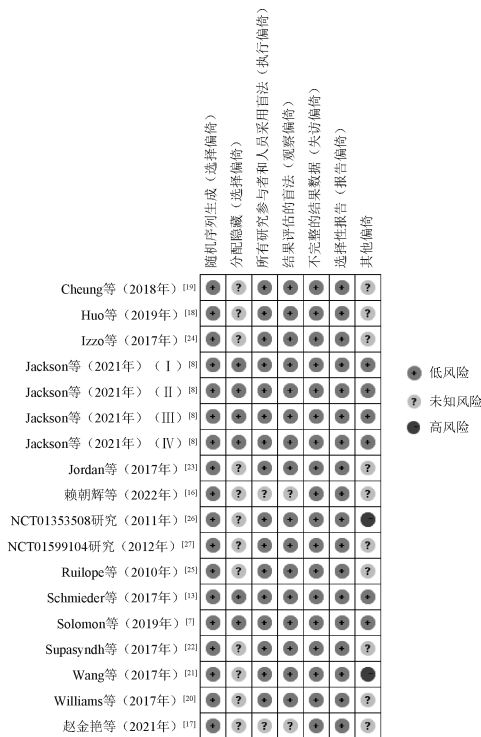 随机序列生成（选择偏倚）
分配隐藏（选择偏倚）
所有研究参与者和人员采用盲法（执行偏倚）
结果评估的盲法（观察偏倚）
不完整的结果数据（失访偏倚）
选择性报告（报告偏倚）
其他偏倚
Cheung等（2018年）[19] + ? + + + + ?
Huo等（2019年）[18] + ? + + + + ?
Izzo等（2017年）[24] + ? + + + + ?
Jackson等（2021年）（Ⅰ）[8] + + + + + + +
Jackson等（2021年）（Ⅱ）[8] + + + + + + +
Jackson等（2021年）（Ⅲ）[8] + + + + + + +
Jackson等（2021年）（Ⅳ）[8] + + + + + + +
Jordan等（2017年）[23] + ? + + + + ?
赖朝辉等（2022年）[16] + ? ? ? + + ?
NCT01353508研究（2011年）[26] + ? + + + + -
NCT01599104研究（2012年）[27] + ? + + + + ?
Ruilope等（2010年）[25] + ? + + + + ?
Schmieder等（2017年）[13] + + + + + + +
Solomon等（2019年）[7] + + + + + + +
Supasyndh等（2017年）[22] + ? + + + + ?
Wang等（2017年）[21] + ? + + + + -
Williams等（2017年）[20] + ? + + + + ?
赵金艳等（2021年）[17] + ? ? ? + + ?
+ 低风险
? 未知风险
- 高风险